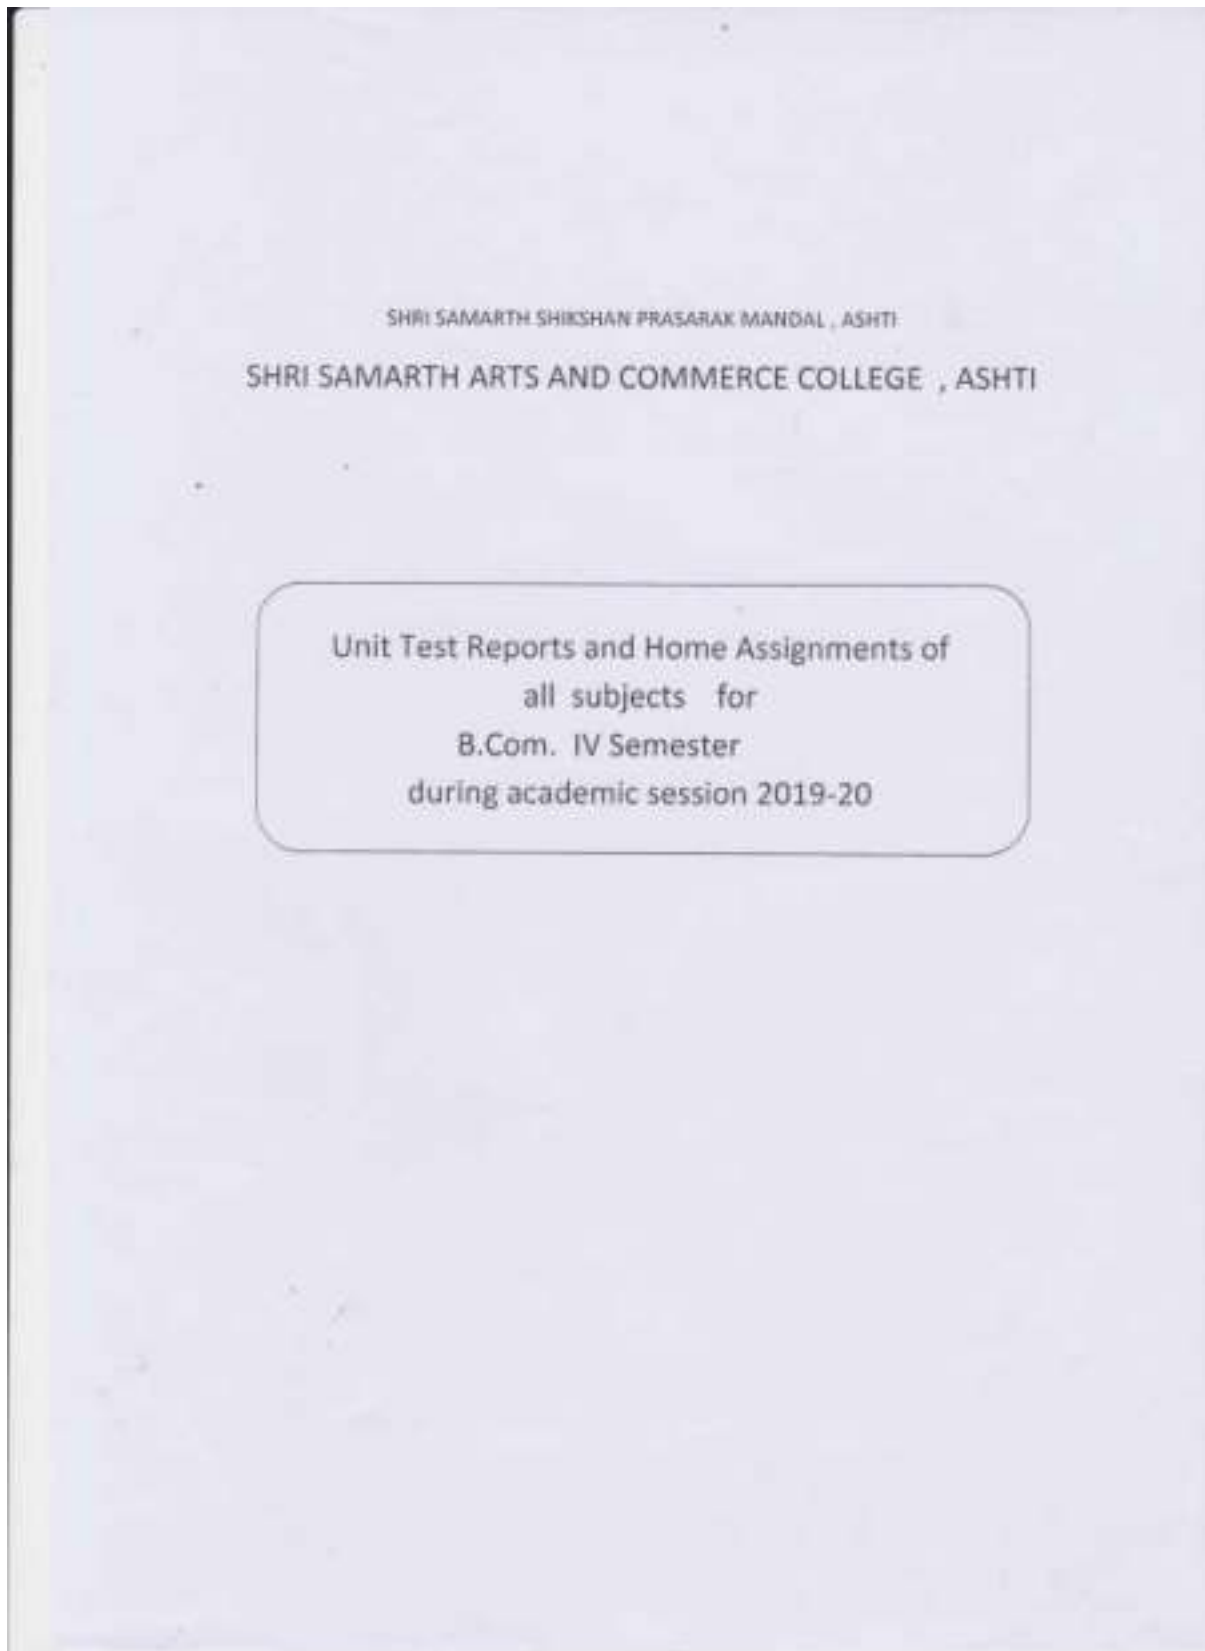 SHRI SAMARTH SHIKSHAN PRASARAK MANDAL , ASHTI
SHRI SAMARTH ARTS AND COMMERCE COLLEGE , ASHTI
Unit Test Reports and Home Assignments of
all subjects for
B.Com. IV Semester
during academic session 2019-20